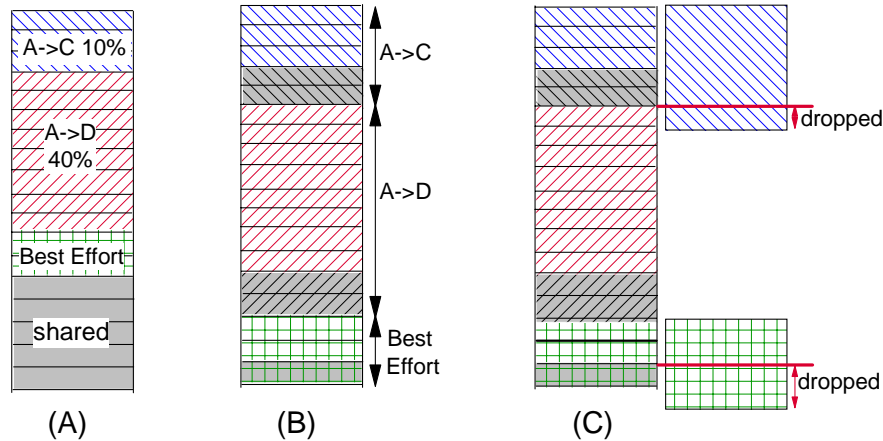 A->C 10%
A->D
40%
Best Effort
shared
(A)
A->C
A->D
Best
Effort
(B)
dropped
dropped
(C)